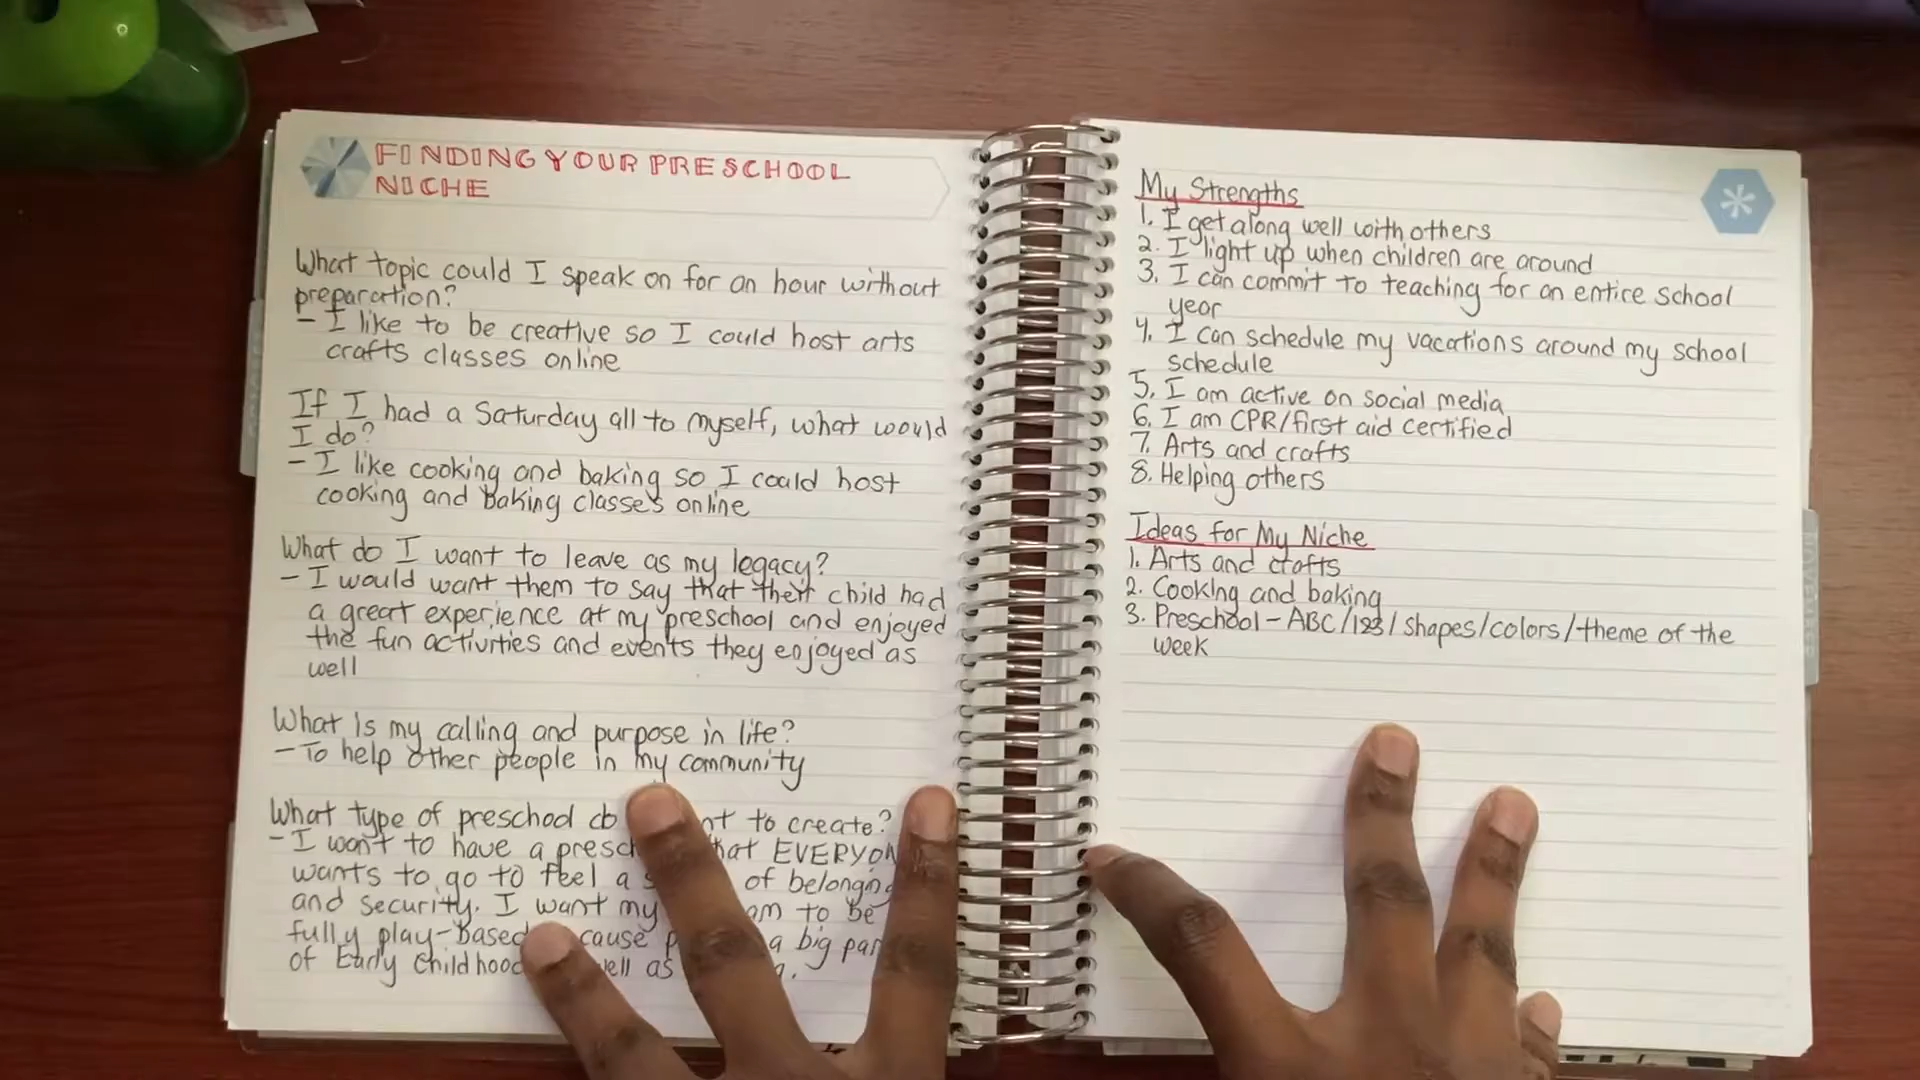 FINDING YOUR PRESCHOOL
NICHE
What topic could I speak on for an hour without
preparation?
- I like to be creative so I could host arts
crafts classes online
If I had a Saturday all to myself, what would
I do?
- I like cooking and baking so I could host
cooking and baking classes online
What do I want to leave as my legacy?
- I would want them to say that their child had
a great experience at my preschool and enjoyed
the fun activities and events they enjoyed as
well
What is my calling and purpose in life?
- To help other people in my community
What type of preschool to create?
- I want to have a EVERYON
wants to go to feel a of belonging
and security. I want my to be
fully play-based a big
of Early as
My Strengths
1. I get along well with others
2. I light up when children are around
3. I can commit to teaching for an entire school
year
4. I can schedule my vacations around my school
schedule
5. I am active on social media
6. I am CPR/first aid certified
7. Arts and crafts
8. Helping others
Ideas for My Niche
1. Arts and crafts
2. Cooking and baking
3. Preschool - ABC/123/shapes/colors/theme of the
week